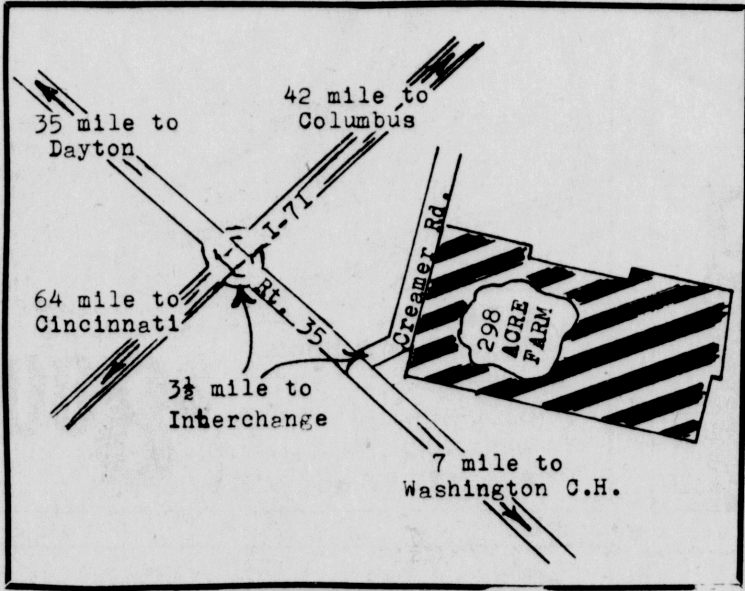 42 mile to
Columbus
35 mile to
Dayton
I-71
Creamer Rd.
64 mile to
Cincinnati
Rt. 35
298
ACRE
FARM
3½ mile to
Interchange
7 mile to
Washington C.H.